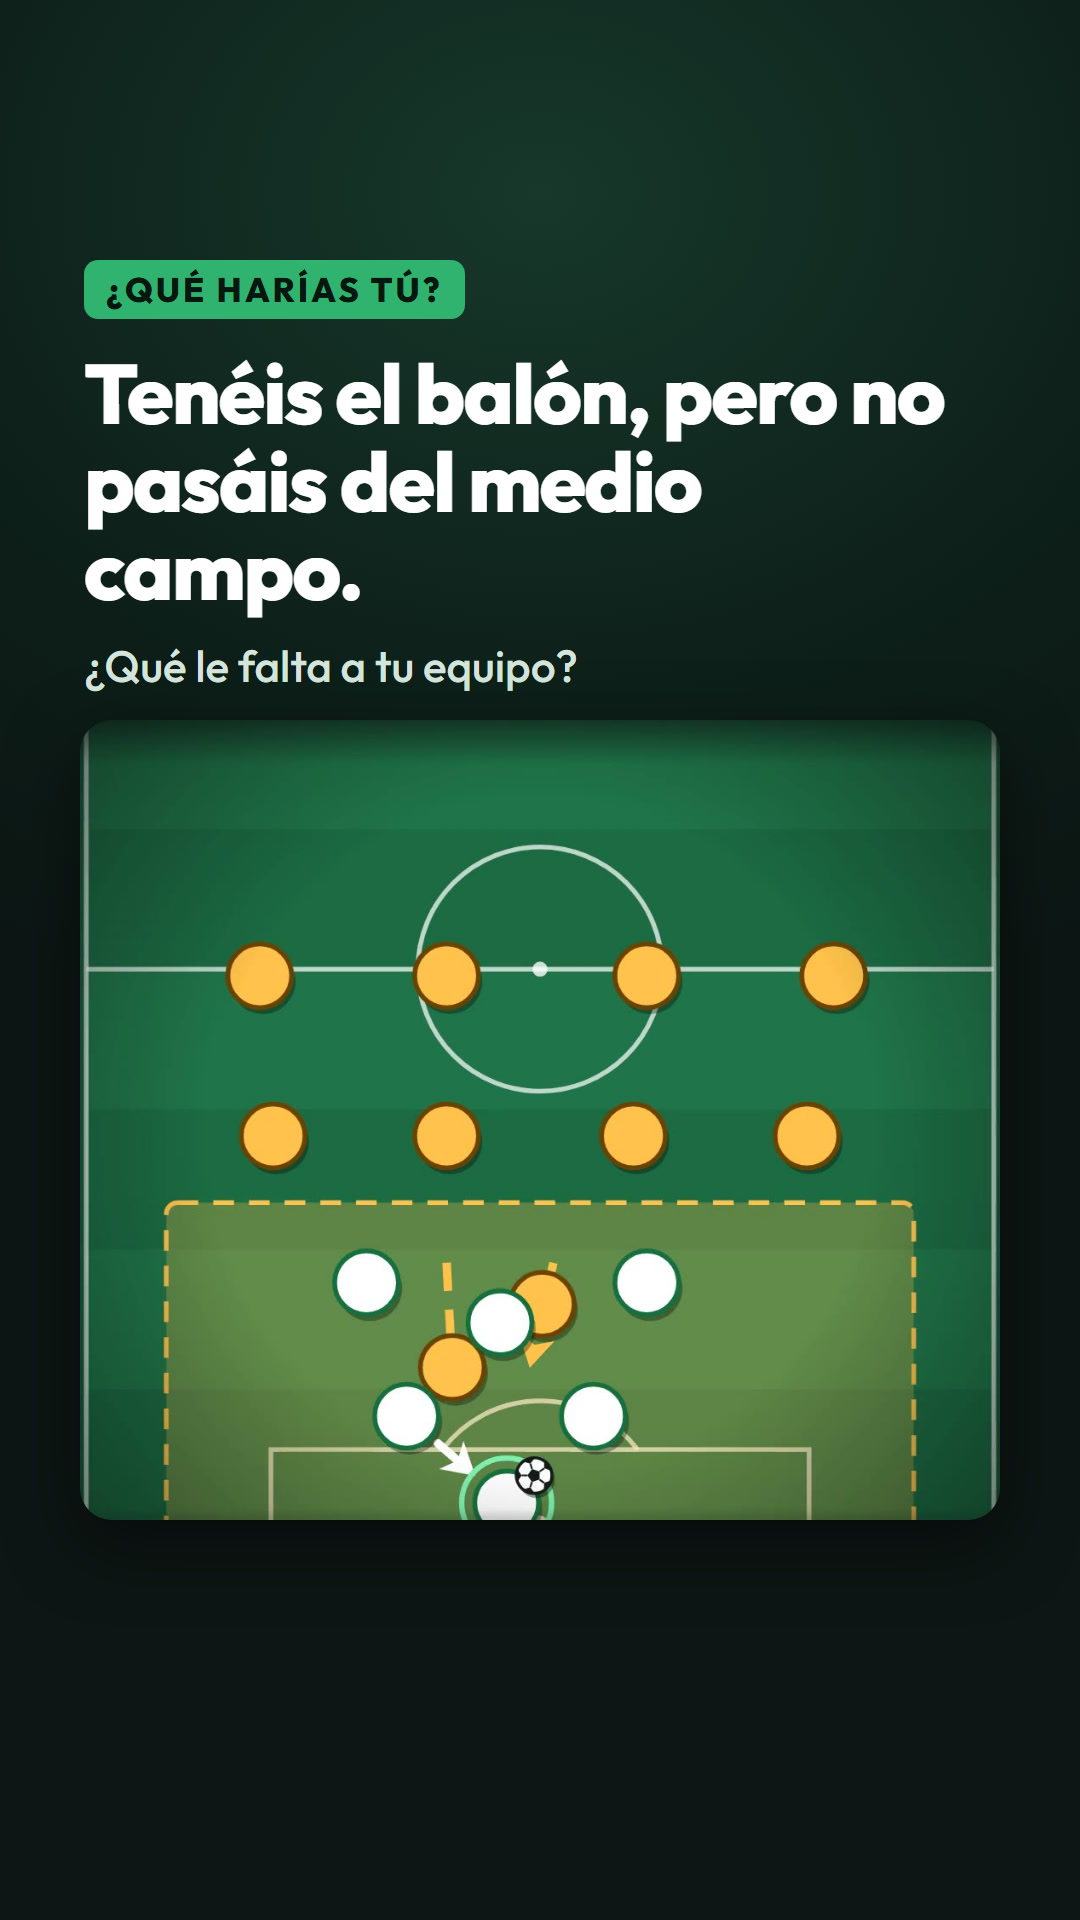 ¿QUÉ HARÍAS TÚ?
Tenéis el balón, pero no
pasáis del medio
campo.
¿Qué le falta a tu equipo?